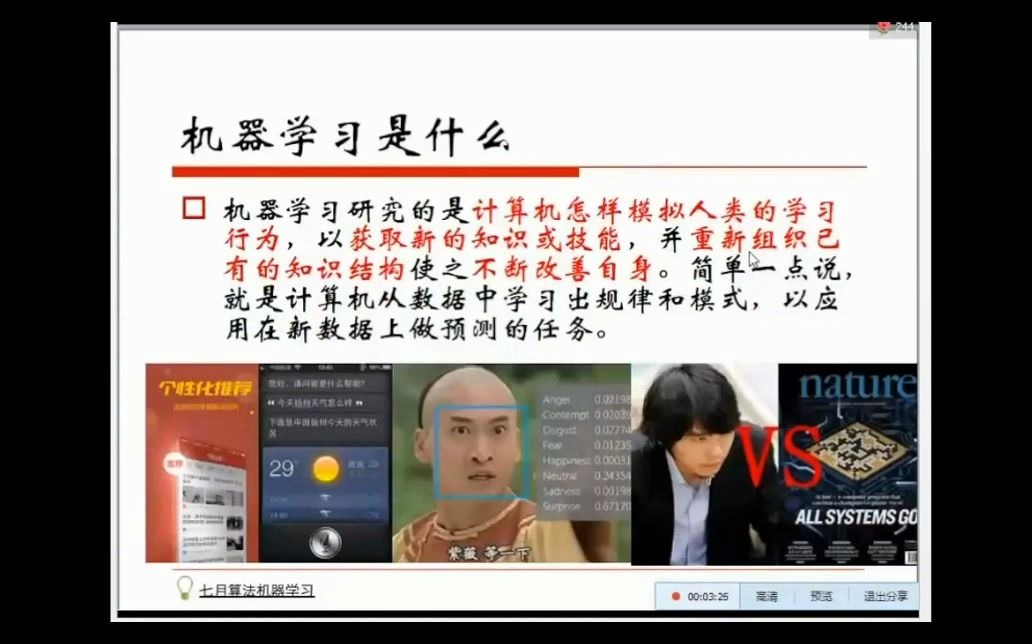 244
机器学习是什么
机器学习研究的是计算机怎样模拟人类的学习
行为，以获取新的知识或技能，并重新组织已
有的知识结构使之不断改善自身。简单一点说，
就是计算机从数据中学习出规律和模式，以应
用在新数据上做预测的任务。
个性化推荐
推荐
您好，请问需要什么帮助?
“今天扬州天气怎么样”
下面是中国扬州今天的天气状
况
29°
Anger 0.02198
Contempt 0.02039
Disgust 0.02774
Fear 0.01235
Happiness 0.00031
Neutral 0.24354
Sadness 0.00198
Surprise 0.67170
紫薇 等一下
VS
nature
ALL SYSTEMS GO
七月算法机器学习
00:03:26
高清
预览
退出分享